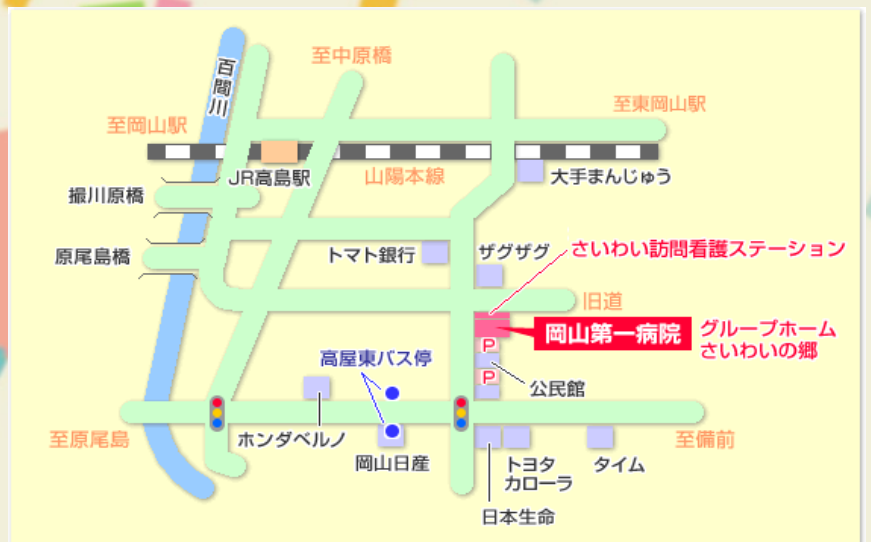 百間川
至中原橋
至東岡山駅
至岡山駅
JR高島駅
山陽本線
大手まんじゅう
撮川原橋
原尾島橋
トマト銀行
ザグザグ
さいわい訪問看護ステーション
旧道
岡山第一病院
グループホーム
さいわいの郷
P
高屋東バス停
P
公民館
至原尾島
ホンダベルノ
岡山日産
トヨタ
カローラ
タイム
至備前
日本生命